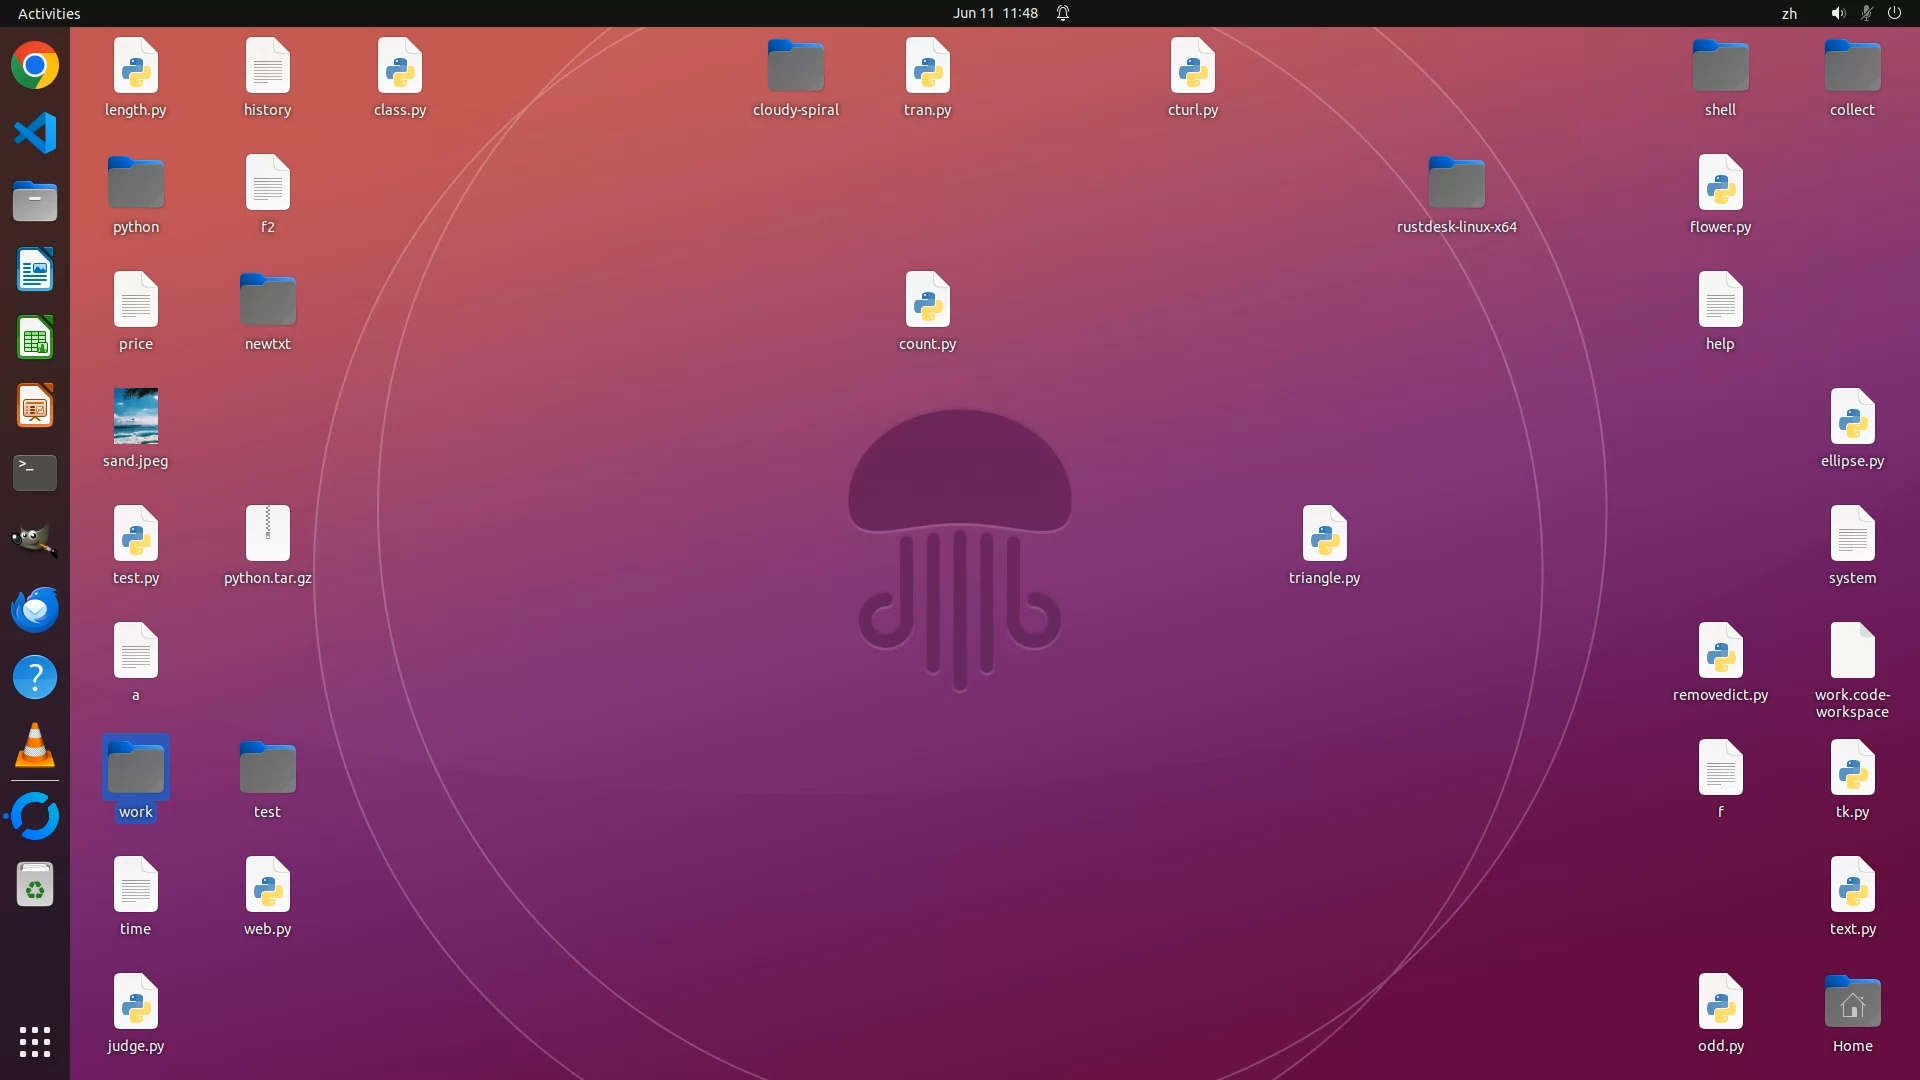 Activities
Jun 11 11:48
zh
length.py
history
class.py
cloudy-spiral
tran.py
cturl.py
shell
collect
python
f2
rustdesk-linux-x64
flower.py
price
newtxt
count.py
help
sand.jpeg
ellipse.py
test.py
python.tar.gz
triangle.py
system
a
removedict.py
work.code-
workspace
work
test
f
tk.py
time
web.py
text.py
judge.py
odd.py
Home